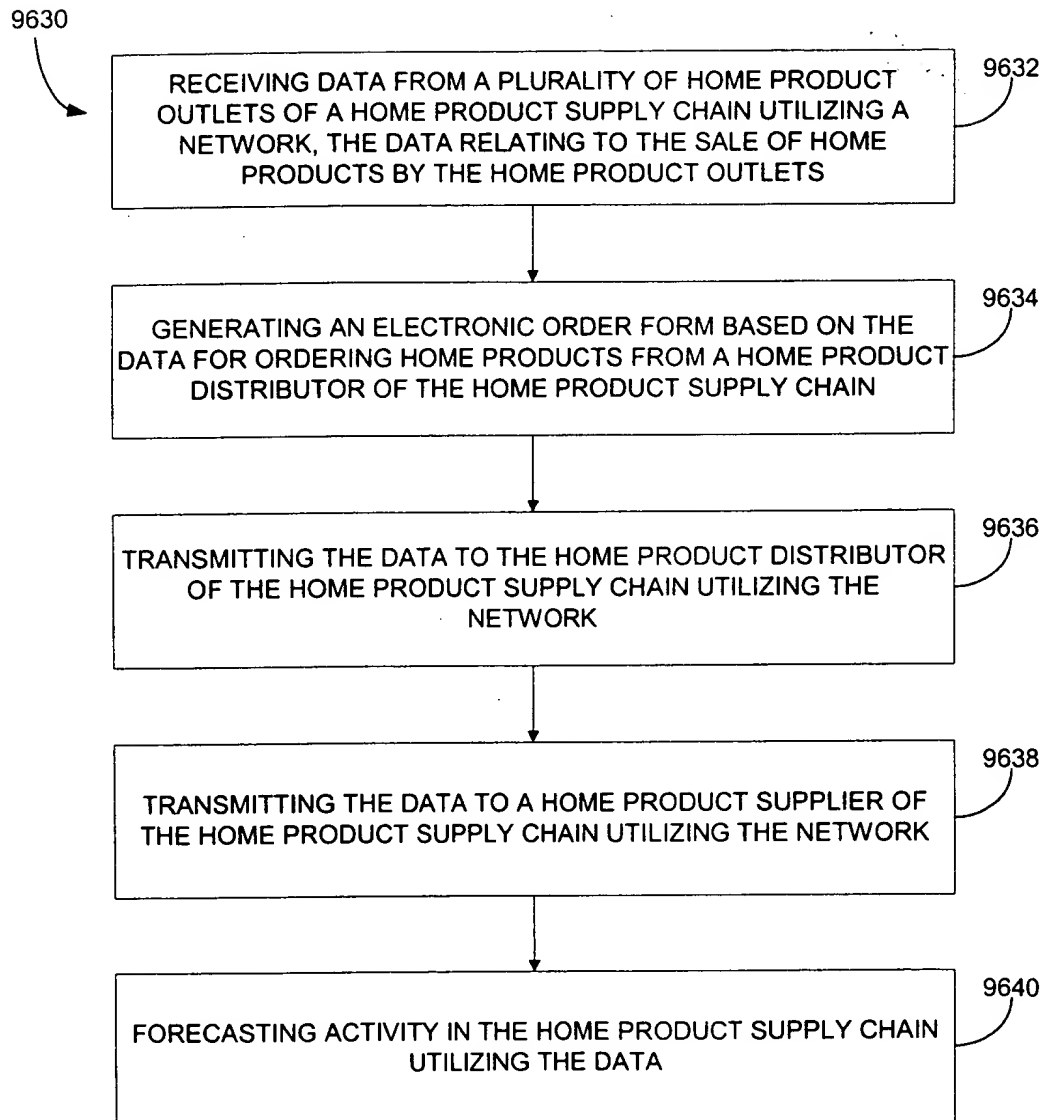 9630
RECEIVING DATA FROM A PLURALITY OF HOME PRODUCT
OUTLETS OF A HOME PRODUCT SUPPLY CHAIN UTILIZING A
NETWORK, THE DATA RELATING TO THE SALE OF HOME
PRODUCTS BY THE HOME PRODUCT OUTLETS
9632
GENERATING AN ELECTRONIC ORDER FORM BASED ON THE
DATA FOR ORDERING HOME PRODUCTS FROM A HOME PRODUCT
DISTRIBUTOR OF THE HOME PRODUCT SUPPLY CHAIN
9634
TRANSMITTING THE DATA TO THE HOME PRODUCT DISTRIBUTOR
OF THE HOME PRODUCT SUPPLY CHAIN UTILIZING THE
NETWORK
9636
TRANSMITTING THE DATA TO A HOME PRODUCT SUPPLIER OF
THE HOME PRODUCT SUPPLY CHAIN UTILIZING THE NETWORK
9638
FORECASTING ACTIVITY IN THE HOME PRODUCT SUPPLY CHAIN
UTILIZING THE DATA
9640